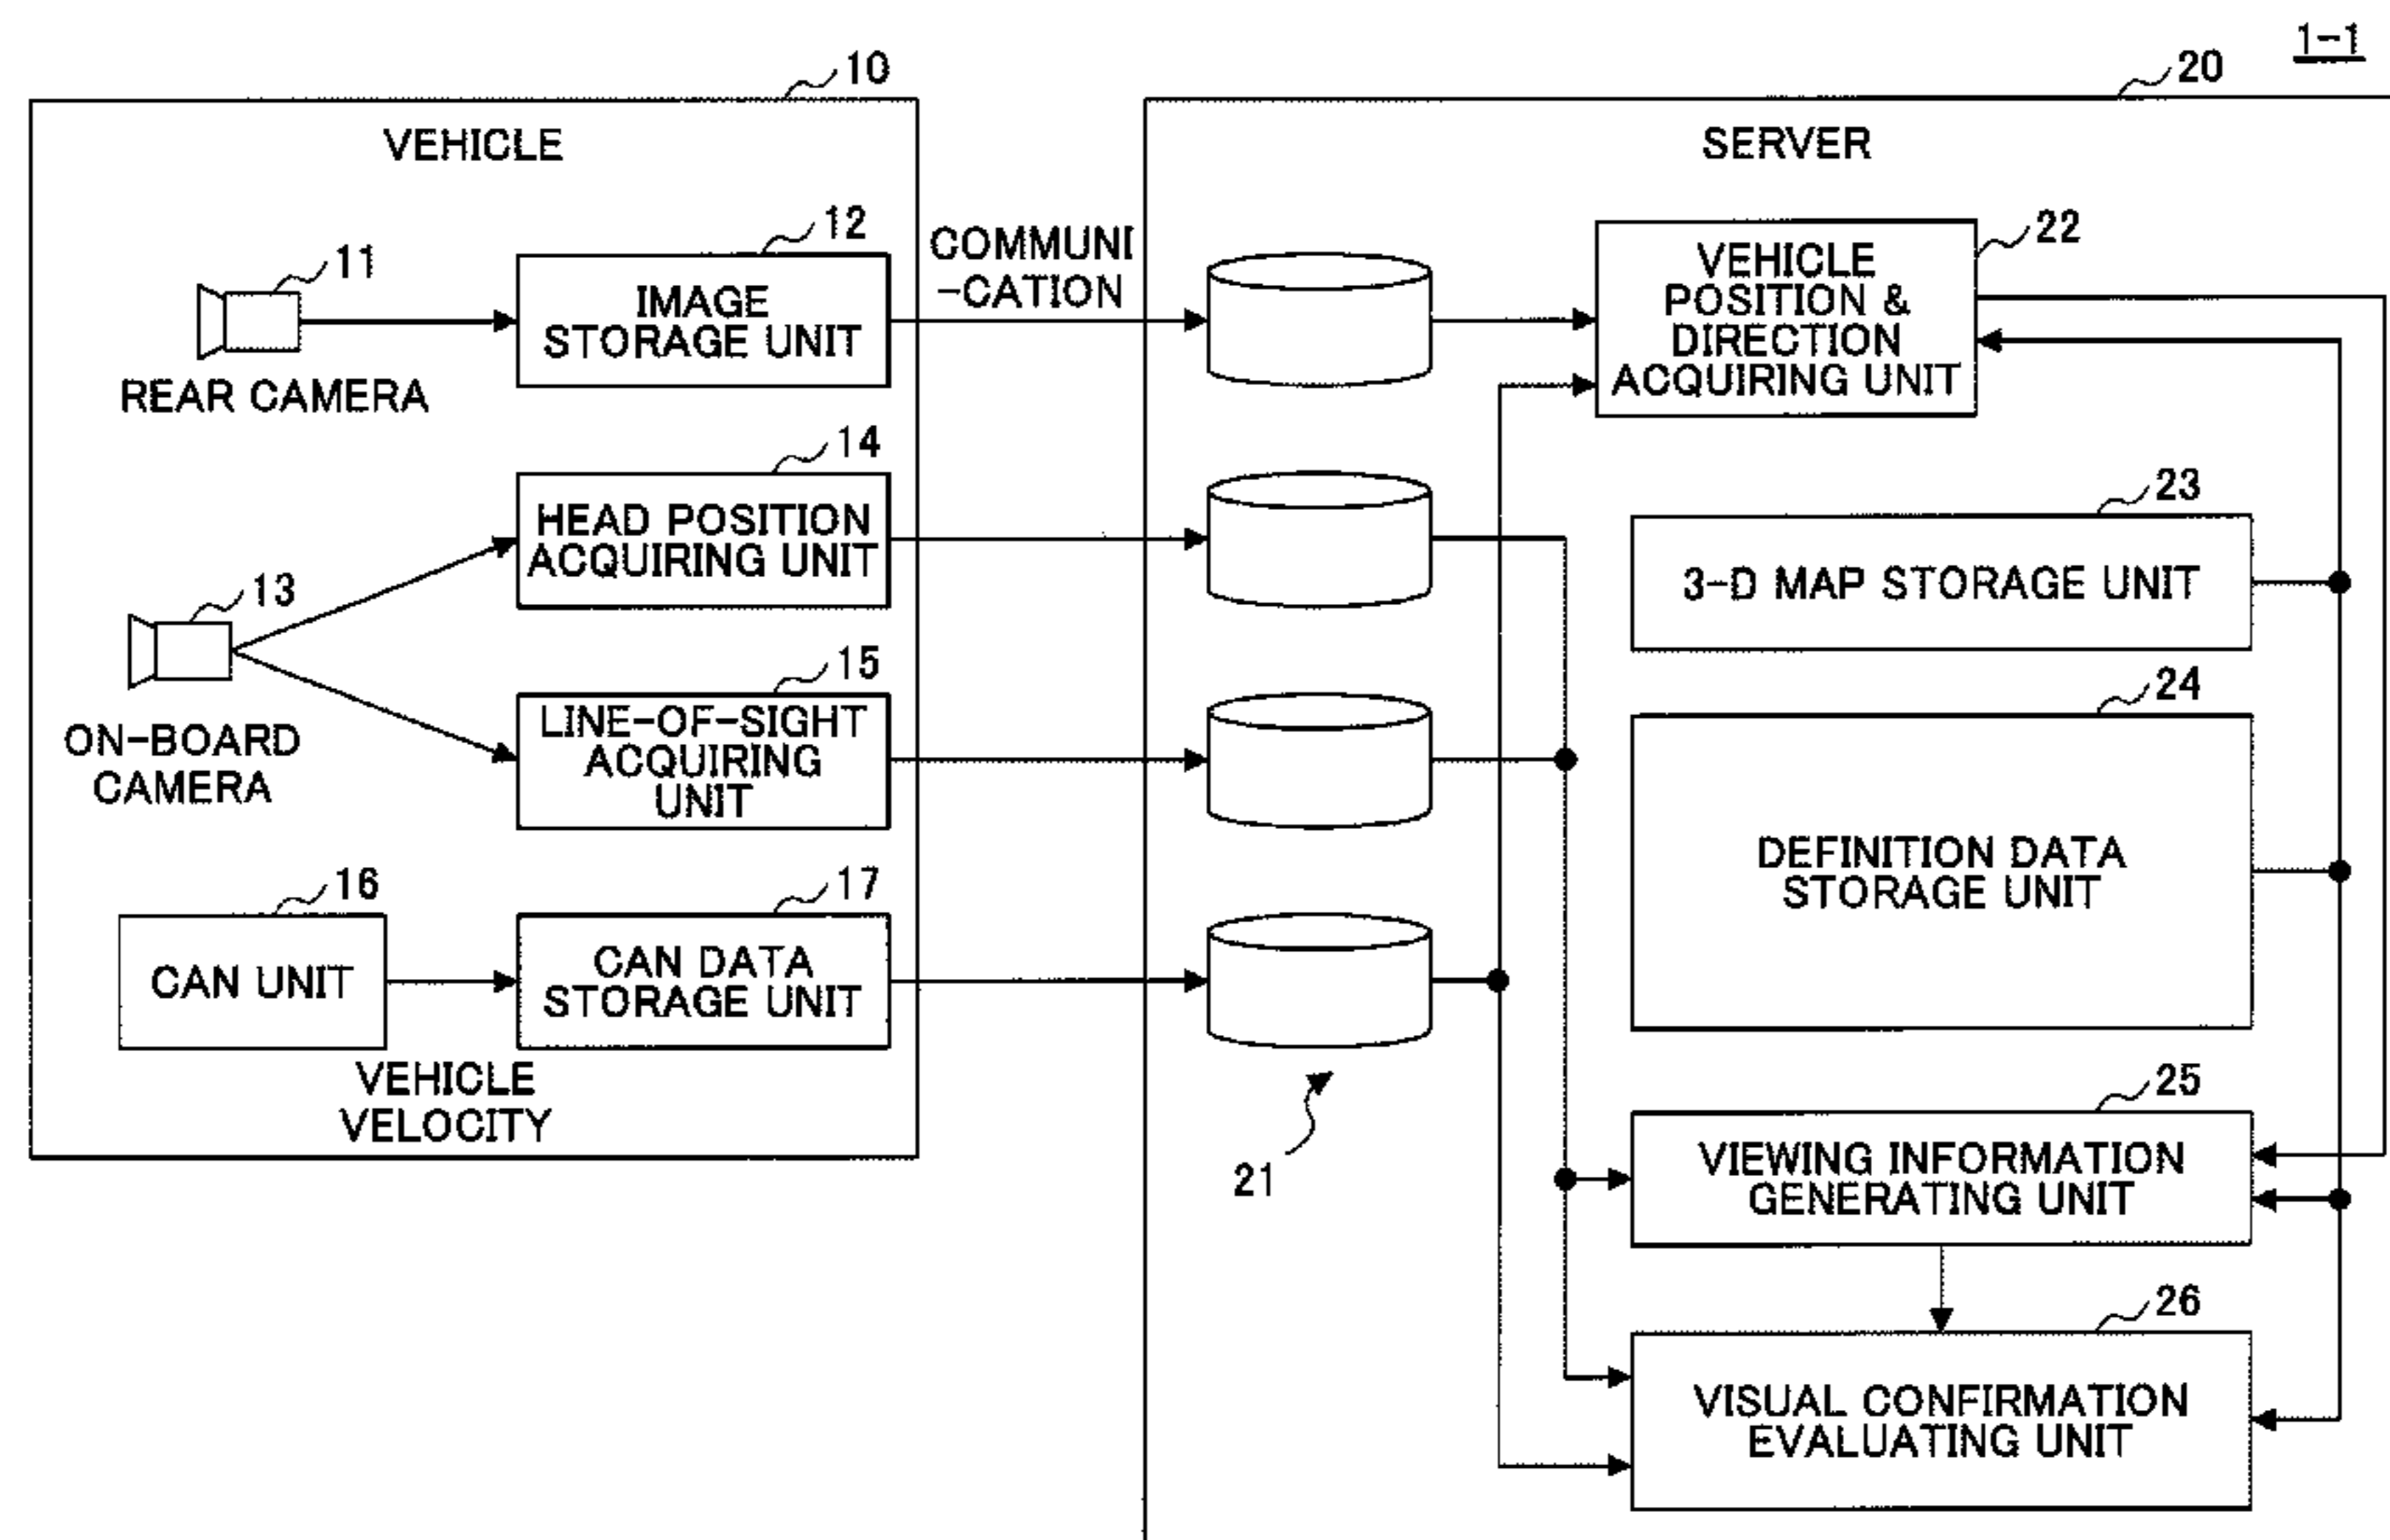 1-1
10
VEHICLE
11
REAR CAMERA
12
IMAGE
STORAGE UNIT
13
ON-BOARD
CAMERA
14
HEAD POSITION
ACQUIRING UNIT
15
LINE-OF-SIGHT
ACQUIRING
UNIT
16
CAN UNIT
17
CAN DATA
STORAGE UNIT
VEHICLE
VELOCITY
COMMUNI
-CATION
20
SERVER
21
22
VEHICLE
POSITION &
DIRECTION
ACQUIRING UNIT
23
3-D MAP STORAGE UNIT
24
DEFINITION DATA
STORAGE UNIT
25
VIEWING INFORMATION
GENERATING UNIT
26
VISUAL CONFIRMATION
EVALUATING UNIT